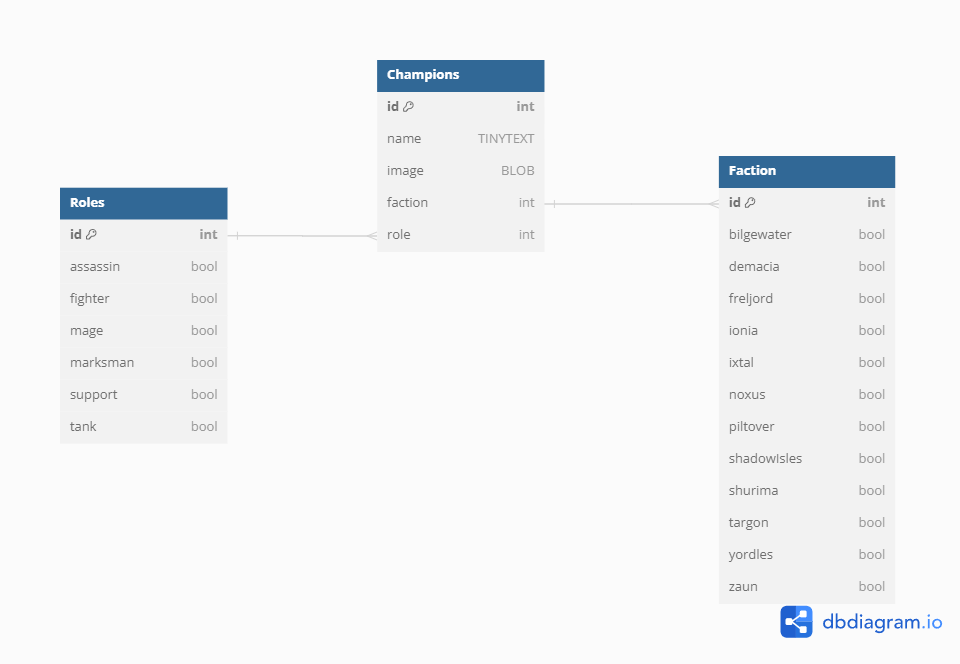 Champions
id int
name TINYTEXT
image BLOB
faction int
role int
Roles
id int
assassin bool
fighter bool
mage bool
marksman bool
support bool
tank bool
Faction
id int
bilgewater bool
demacia bool
freljord bool
ionia bool
ixtal bool
noxus bool
piltover bool
shadowIsles bool
shurima bool
targon bool
yordles bool
zaun bool
dbdiagram.io